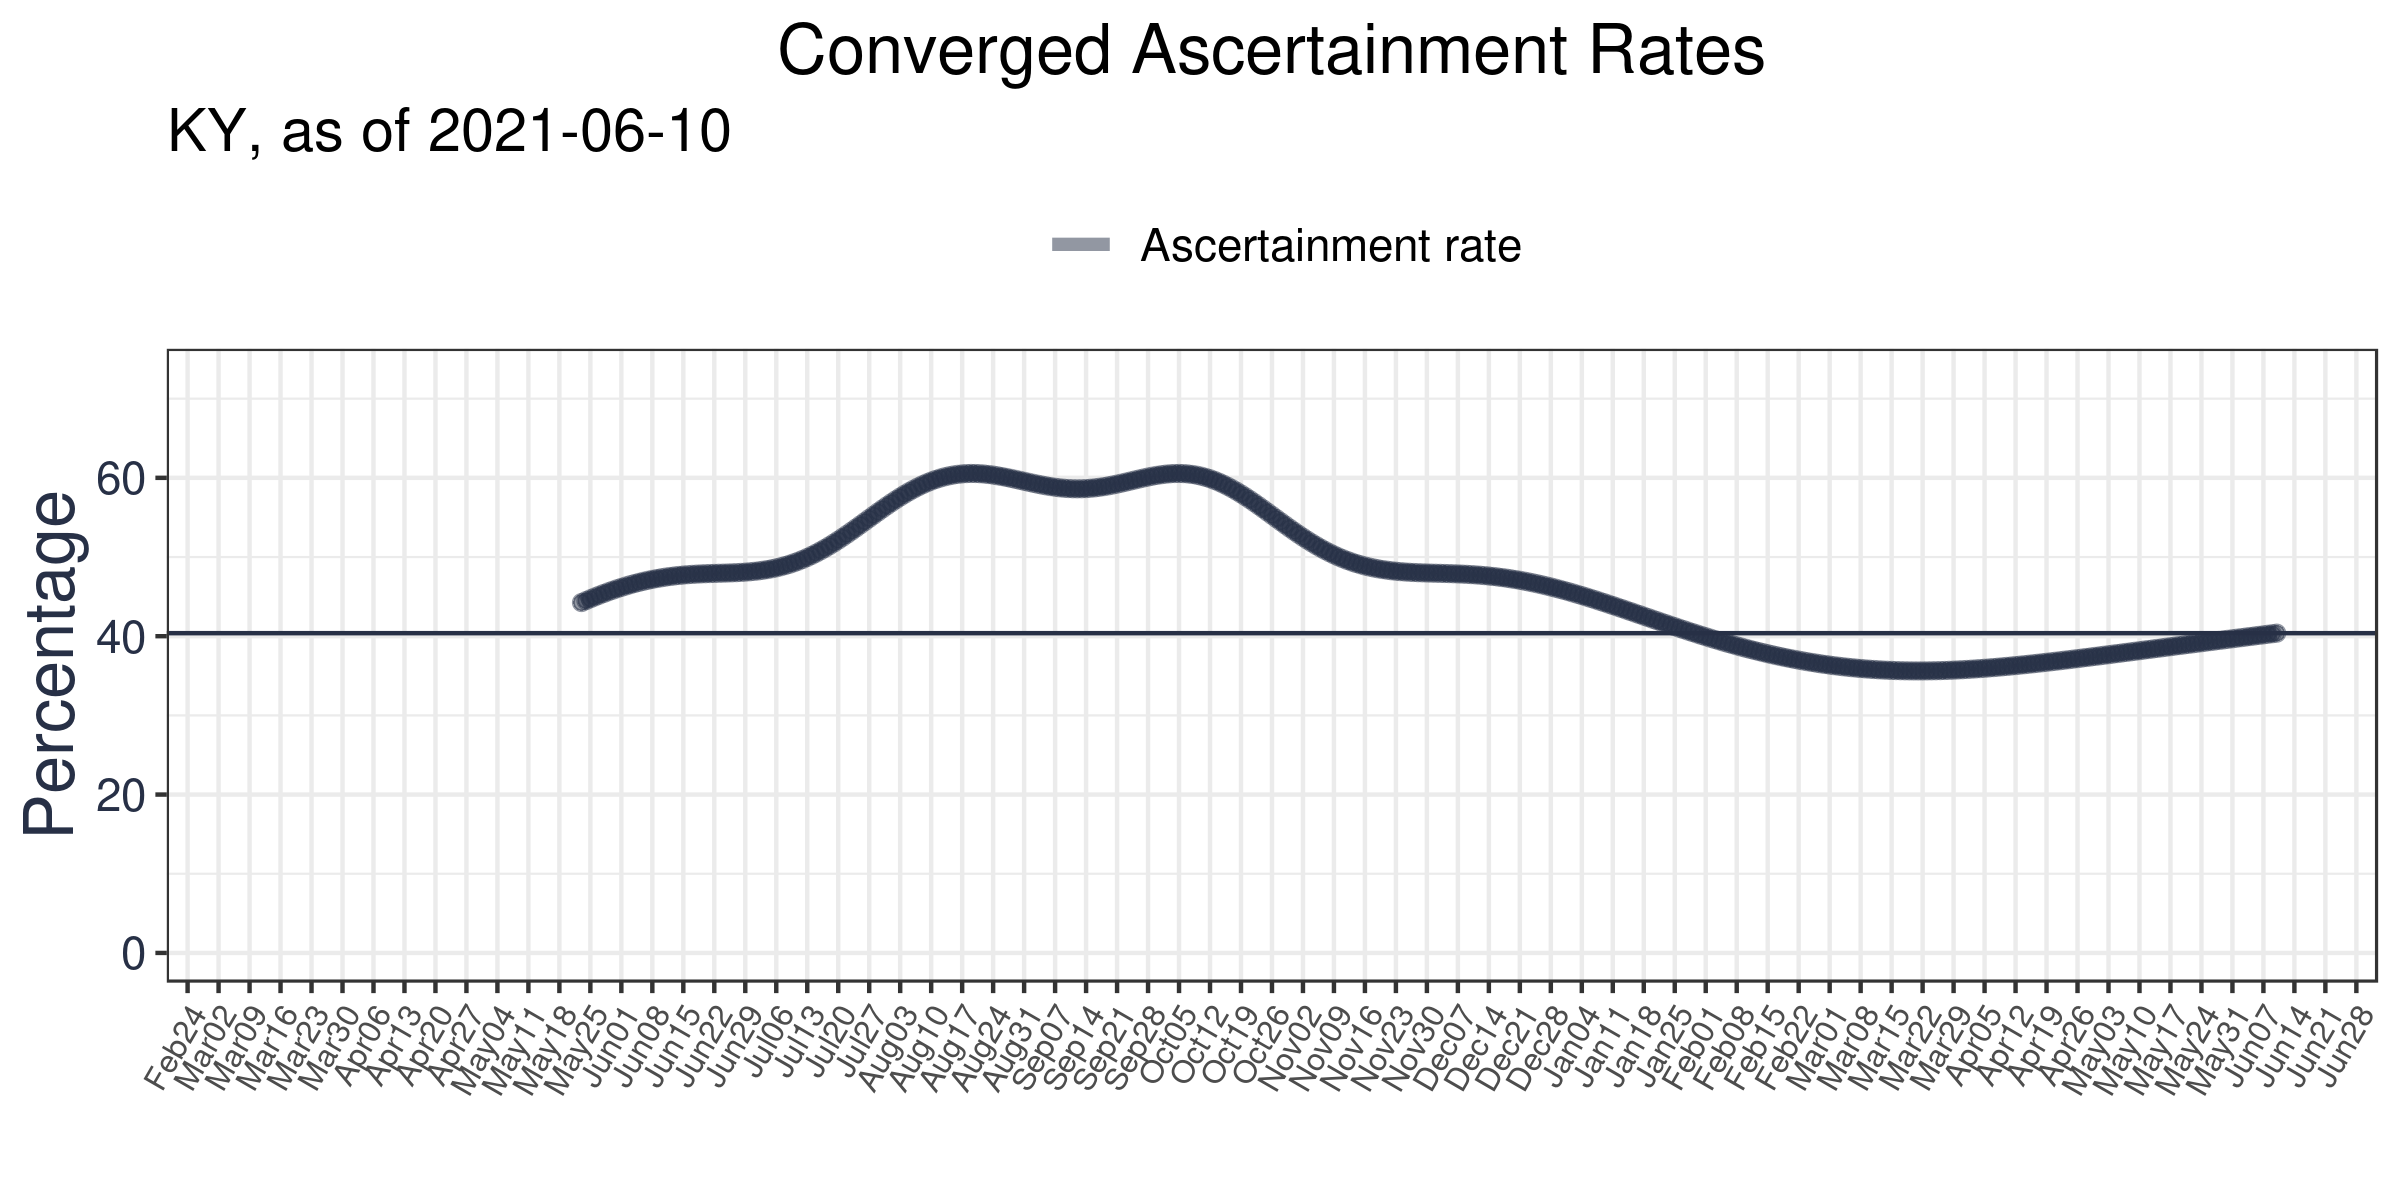 Converged Ascertainment Rates
KY, as of 2021-06-10
Ascertainment rate
Percentage
60
40
20
0
Feb24
Mar02
Mar09
Mar16
Mar23
Mar30
Apr06
Apr13
Apr20
Apr27
May04
May11
May18
May25
Jun01
Jun08
Jun15
Jun22
Jun29
Jul06
Jul13
Jul20
Jul27
Aug03
Aug10
Aug17
Aug24
Aug31
Sep07
Sep14
Sep21
Sep28
Oct05
Oct12
Oct19
Oct26
Nov02
Nov09
Nov16
Nov23
Nov30
Dec07
Dec14
Dec21
Dec28
Jan04
Jan11
Jan18
Jan25
Feb01
Feb08
Feb15
Feb22
Mar01
Mar08
Mar15
Mar22
Mar29
Apr05
Apr12
Apr19
Apr26
May03
May10
May17
May24
May31
Jun07
Jun14
Jun21
Jun28